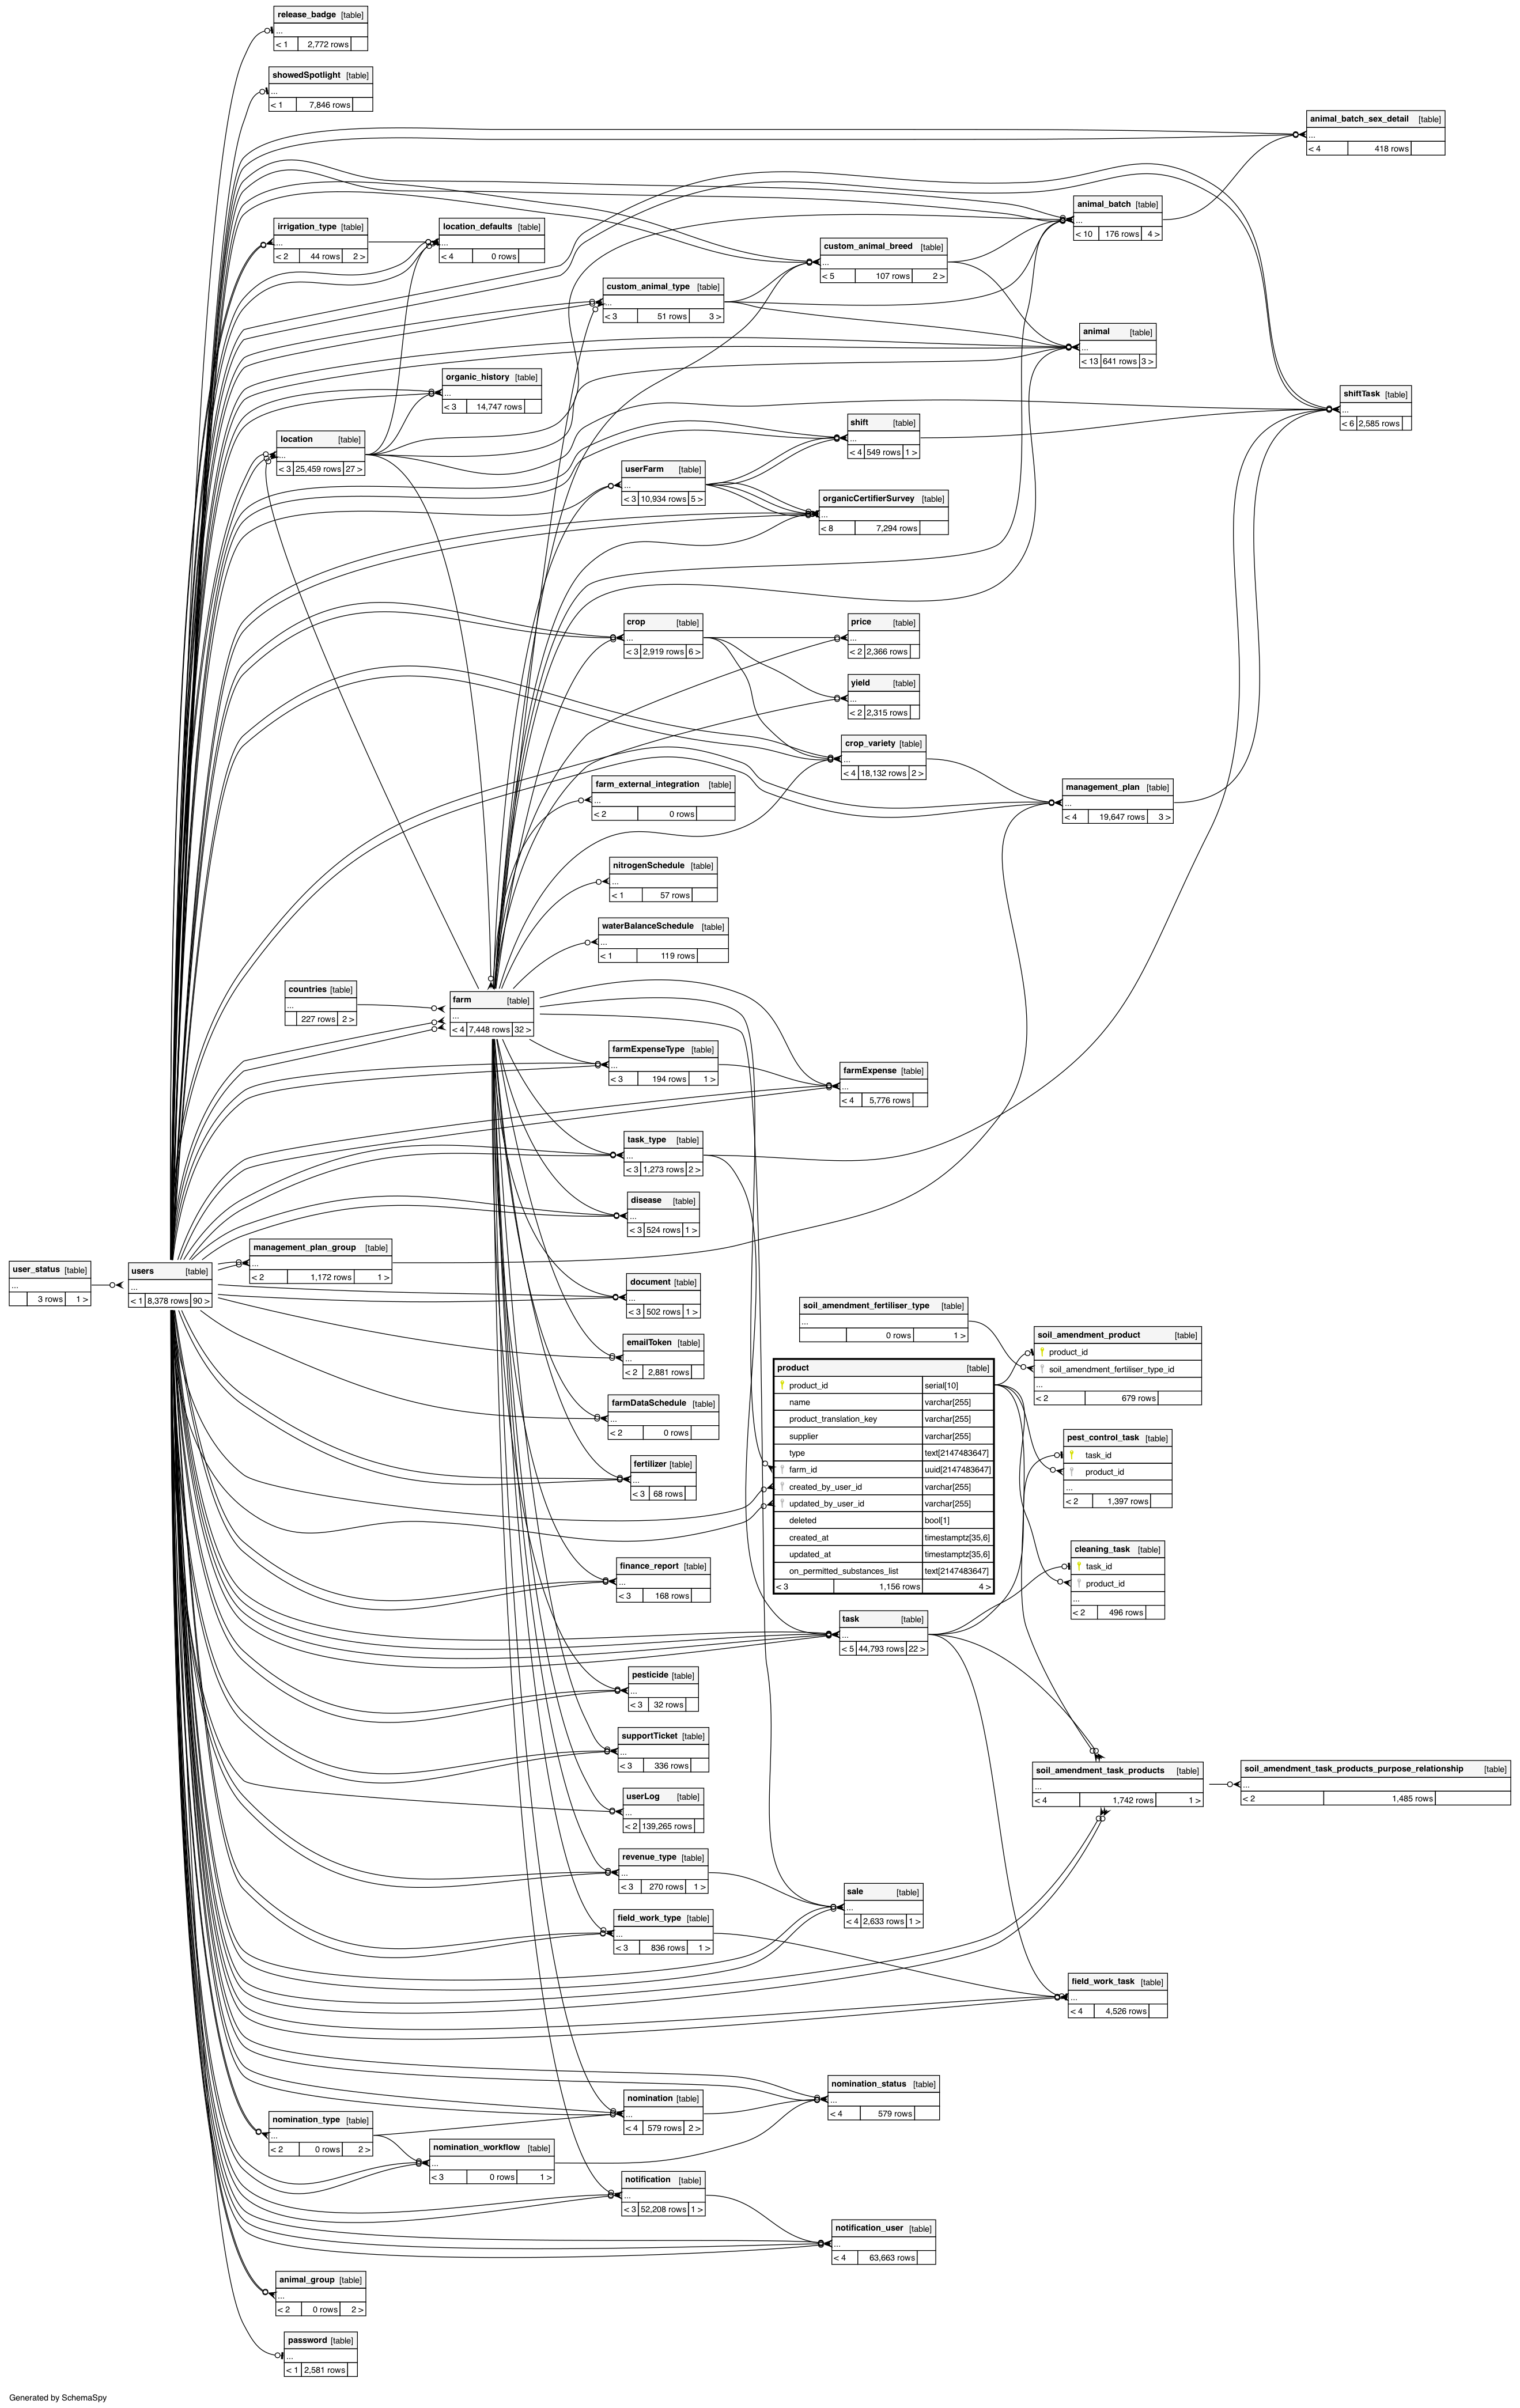 release_badge [table]
...
< 1 2,772 rows
showedSpotlight [table]
...
< 1 7,846 rows
animal_batch_sex_detail [table]
...
< 4 418 rows
animal_batch [table]
...
< 10 176 rows 4 >
irrigation_type [table]
...
< 2 44 rows 2 >
location_defaults [table]
...
< 4 0 rows
custom_animal_breed [table]
...
< 5 107 rows 2 >
custom_animal_type [table]
...
< 3 51 rows 3 >
animal [table]
...
< 13 641 rows 3 >
organic_history [table]
...
< 3 14,747 rows
shiftTask [table]
...
< 6 2,585 rows
shift [table]
...
< 4 549 rows 1 >
location [table]
...
< 3 25,459 rows 27 >
userFarm [table]
...
< 3 10,934 rows 5 >
organicCertifierSurvey [table]
...
< 8 7,294 rows
crop [table]
...
< 3 2,919 rows 6 >
price [table]
...
< 2 2,366 rows
yield [table]
...
< 2 2,315 rows
crop_variety [table]
...
< 4 18,132 rows 2 >
farm_external_integration [table]
...
< 2 0 rows
management_plan [table]
...
< 4 19,647 rows 3 >
nitrogenSchedule [table]
...
< 1 57 rows
waterBalanceSchedule [table]
...
< 1 119 rows
countries [table]
...
227 rows 2 >
farm [table]
...
< 4 7,448 rows 32 >
farmExpenseType [table]
...
< 3 194 rows 1 >
farmExpense [table]
...
< 4 5,776 rows
task_type [table]
...
< 3 1,273 rows 2 >
disease [table]
...
< 3 524 rows 1 >
management_plan_group [table]
...
< 2 1,172 rows 1 >
user_status [table]
...
3 rows 1 >
users [table]
...
< 1 8,378 rows 90 >
document [table]
...
< 3 502 rows 1 >
emailToken [table]
...
< 2 2,881 rows
farmDataSchedule [table]
...
< 2 0 rows
fertilizer [table]
...
< 3 68 rows
soil_amendment_fertiliser_type [table]
...
0 rows 1 >
soil_amendment_product [table]
product_id
soil_amendment_fertiliser_type_id
...
< 2 679 rows
product [table]
product_id serial[10]
name varchar[255]
product_translation_key varchar[255]
supplier varchar[255]
type text[2147483647]
farm_id uuid[2147483647]
created_by_user_id varchar[255]
updated_by_user_id varchar[255]
deleted bool[1]
created_at timestamptz[35,6]
updated_at timestamptz[35,6]
on_permitted_substances_list text[2147483647]
< 3 1,156 rows 4 >
pest_control_task [table]
task_id
product_id
...
< 2 1,397 rows
cleaning_task [table]
task_id
product_id
...
< 2 496 rows
finance_report [table]
...
< 3 168 rows
task [table]
...
< 5 44,793 rows 22 >
pesticide [table]
...
< 3 32 rows
supportTicket [table]
...
< 3 336 rows
soil_amendment_task_products [table]
...
< 4 1,742 rows 1 >
soil_amendment_task_products_purpose_relationship [table]
...
< 2 1,485 rows
userLog [table]
...
< 2 139,265 rows
revenue_type [table]
...
< 3 270 rows 1 >
sale [table]
...
< 4 2,633 rows 1 >
field_work_type [table]
...
< 3 836 rows 1 >
field_work_task [table]
...
< 4 4,526 rows
nomination_status [table]
...
< 4 579 rows
nomination [table]
...
< 4 579 rows 2 >
nomination_type [table]
...
< 2 0 rows 2 >
nomination_workflow [table]
...
< 3 0 rows 1 >
notification [table]
...
< 3 52,208 rows 1 >
notification_user [table]
...
< 4 63,663 rows
animal_group [table]
...
< 2 0 rows 2 >
password [table]
...
< 1 2,581 rows
Generated by SchemaSpy